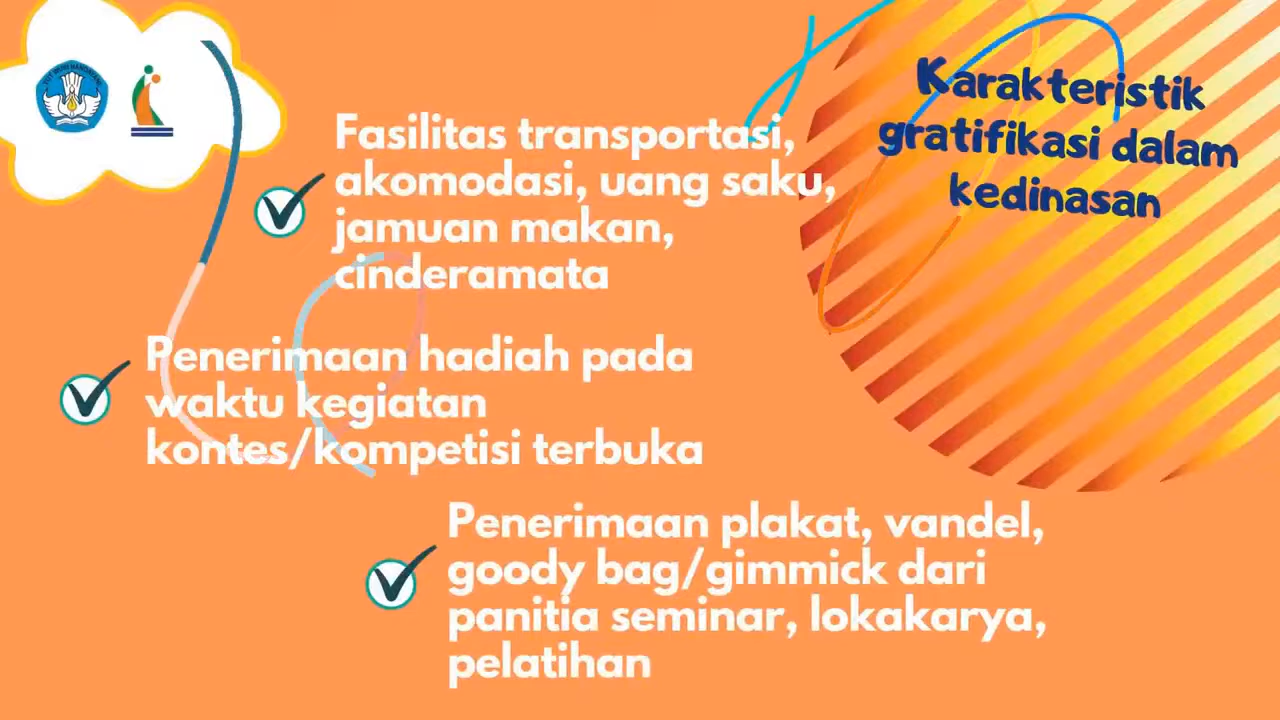 Karakteristik
gratifikasi dalam
kedinasan
Fasilitas transportasi,
akomodasi, uang saku,
jamuan makan,
cinderamata
Penerimaan hadiah pada
waktu kegiatan
kontes/kompetisi terbuka
Penerimaan plakat, vandel,
goody bag/gimmick dari
panitia seminar, lokakarya,
pelatihan